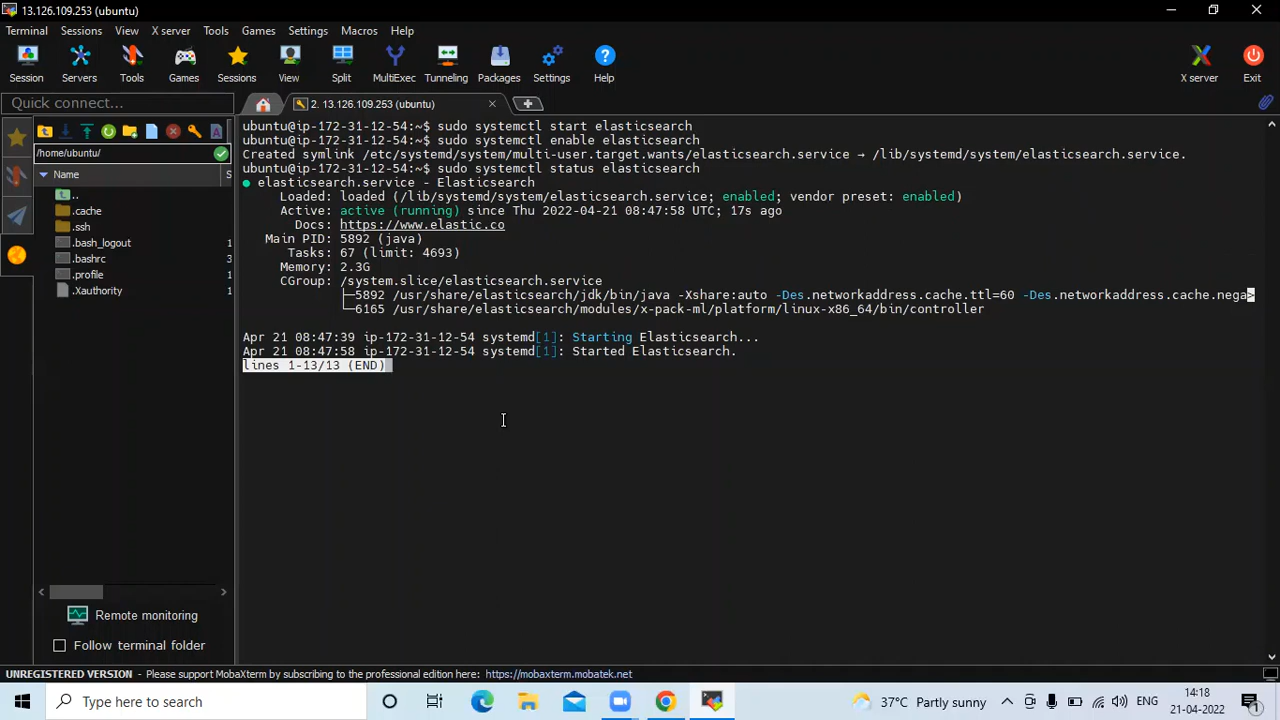 13.126.109.253 (ubuntu)
Terminal Sessions View X server Tools Games Settings Macros Help
Session Servers Tools Games Sessions View Split MultiExec Tunneling Packages Settings Help X server Exit
Quick connect...
2. 13.126.109.253 (ubuntu)
/home/ubuntu/
Name S
..
.cache
.ssh
.bash_logout 1
.bashrc 3
.profile 1
.Xauthority 1
Remote monitoring
Follow terminal folder
ubuntu@ip-172-31-12-54:~$ sudo systemctl start elasticsearch
ubuntu@ip-172-31-12-54:~$ sudo systemctl enable elasticsearch
Created symlink /etc/systemd/system/multi-user.target.wants/elasticsearch.service → /lib/systemd/system/elasticsearch.service.
ubuntu@ip-172-31-12-54:~$ sudo systemctl status elasticsearch
● elasticsearch.service - Elasticsearch
Loaded: loaded (/lib/systemd/system/elasticsearch.service; enabled; vendor preset: enabled)
Active: active (running) since Thu 2022-04-21 08:47:58 UTC; 17s ago
Docs: https://www.elastic.co
Main PID: 5892 (java)
Tasks: 67 (limit: 4693)
Memory: 2.3G
CGroup: /system.slice/elasticsearch.service
├─5892 /usr/share/elasticsearch/jdk/bin/java -Xshare:auto -Des.networkaddress.cache.ttl=60 -Des.networkaddress.cache.nega>
└─6165 /usr/share/elasticsearch/modules/x-pack-ml/platform/linux-x86_64/bin/controller
Apr 21 08:47:39 ip-172-31-12-54 systemd[1]: Starting Elasticsearch...
Apr 21 08:47:58 ip-172-31-12-54 systemd[1]: Started Elasticsearch.
lines 1-13/13 (END)
UNREGISTERED VERSION - Please support MobaXterm by subscribing to the professional edition here: https://mobaxterm.mobatek.net
Type here to search
37°C Partly sunny
ENG
14:18
21-04-2022
1